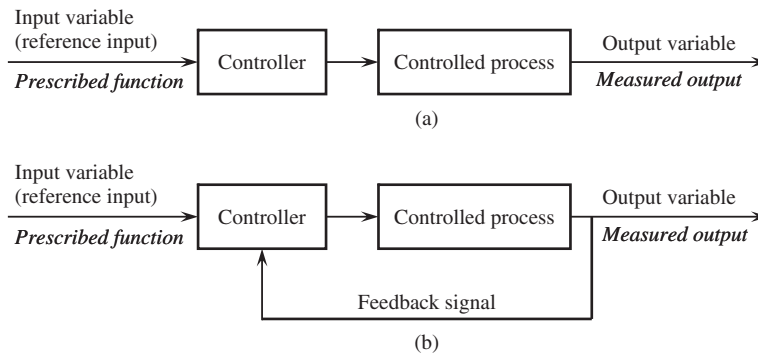 Input variable
(reference input)
Prescribed function
Controller
Controlled process
Output variable
Measured output
(a)
Input variable
(reference input)
Prescribed function
Controller
Controlled process
Output variable
Measured output
Feedback signal
(b)